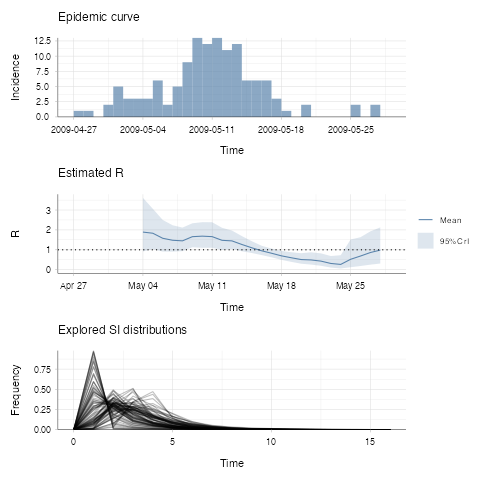 Epidemic curve
12.5
10.0
7.5
5.0
2.5
0.0
Incidence
2009-04-27 2009-05-04 2009-05-11 2009-05-18 2009-05-25
Time
Estimated R
3
2
1
0
R
Apr 27 May 04 May 11 May 18 May 25
Time
Mean
95%CrI
Explored SI distributions
0.75
0.50
0.25
0.00
Frequency
0 5 10 15
Time